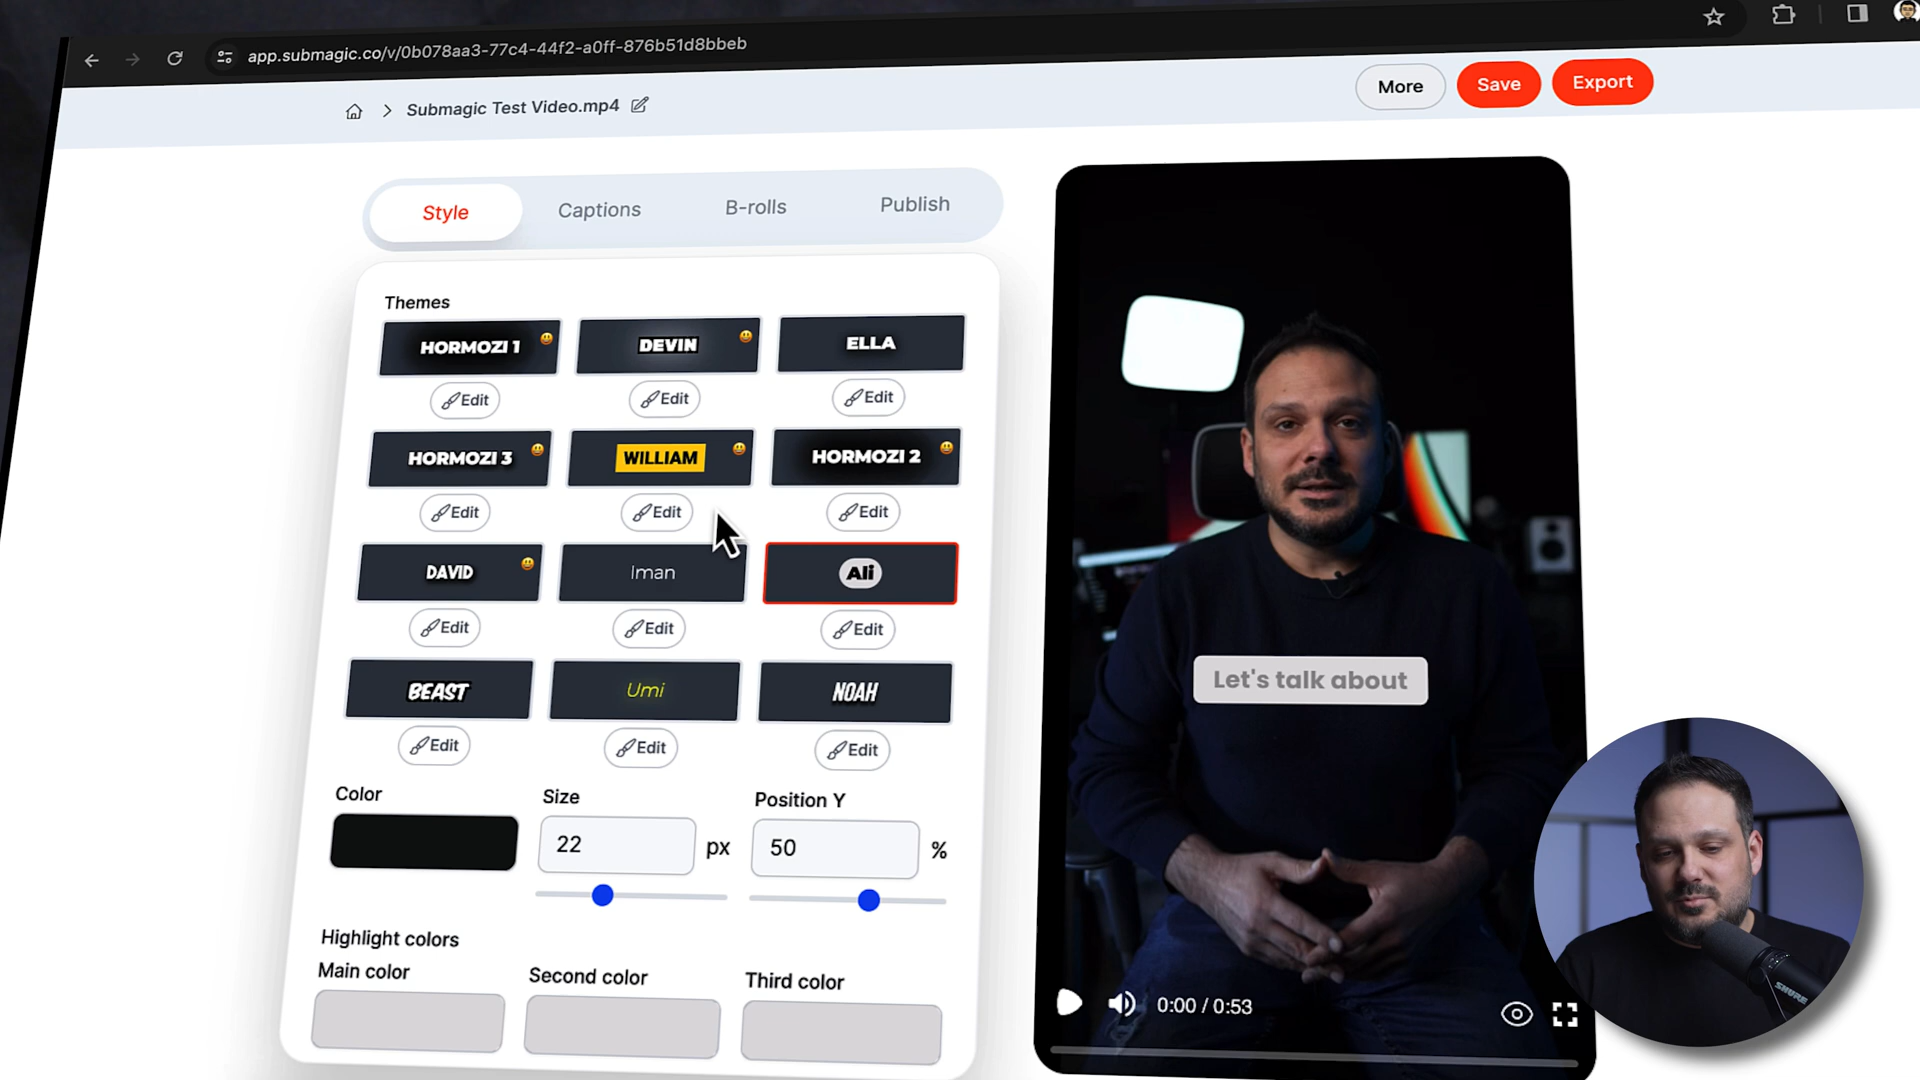 app.submagic.co/v/0b078aa3-77c4-44f2-a0ff-876b51d8bbeb
Submagic Test Video.mp4
More
Save
Export
Style
Captions
B-rolls
Publish
Themes
HORMOZI 1
DEVIN
ELLA
Edit
Edit
Edit
HORMOZI 3
WILLIAM
HORMOZI 2
Edit
Edit
Edit
DAVID
Iman
Ali
Edit
Edit
Edit
BEAST
Umi
NOAH
Edit
Edit
Edit
Color
Size
Position Y
22
px
50
%
Highlight colors
Main color
Second color
Third color
Let's talk about
0:00 / 0:53
SHURE